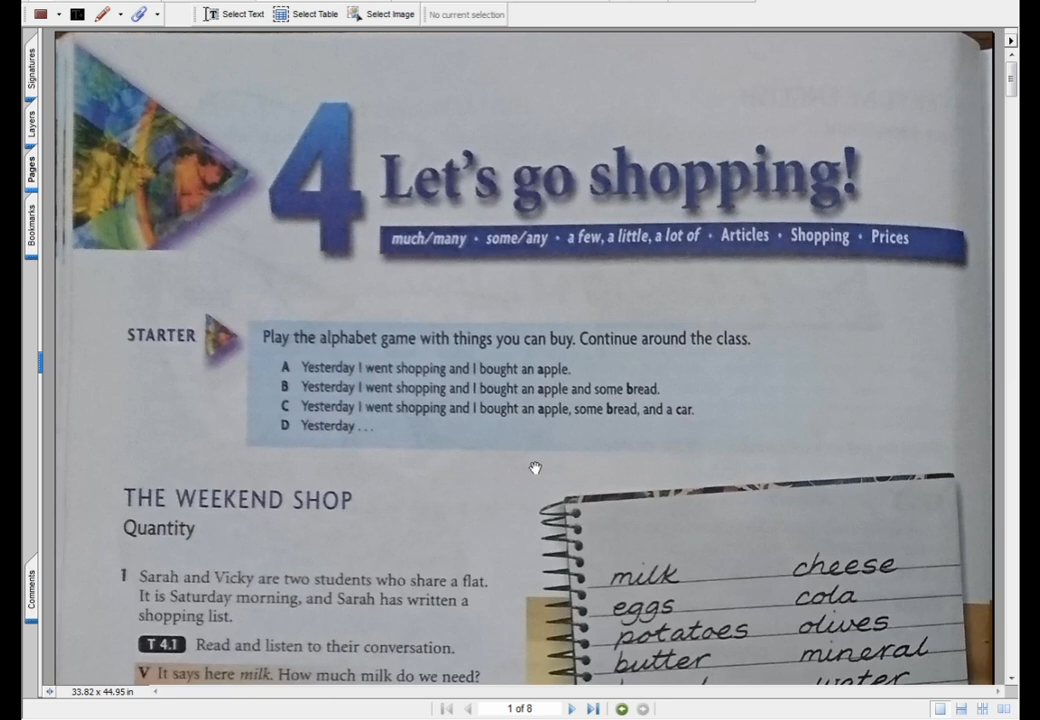 Select Text
Select Table
Select Image
No current selection
Signatures
Layers
Pages
Bookmarks
Comments
4
Let's go shopping!
much/many • some/any • a few, a little, a lot of • Articles • Shopping • Prices
STARTER
Play the alphabet game with things you can buy. Continue around the class.
A Yesterday I went shopping and I bought an apple.
B Yesterday I went shopping and I bought an apple and some bread.
C Yesterday I went shopping and I bought an apple, some bread, and a car.
D Yesterday . . .
THE WEEKEND SHOP
Quantity
1 Sarah and Vicky are two students who share a flat.
It is Saturday morning, and Sarah has written a
shopping list.
T 4.1 Read and listen to their conversation.
V It says here milk. How much milk do we need?
milk
eggs
potatoes
butter
cheese
cola
olives
mineral
water
33.82 x 44.95 in
1 of 8